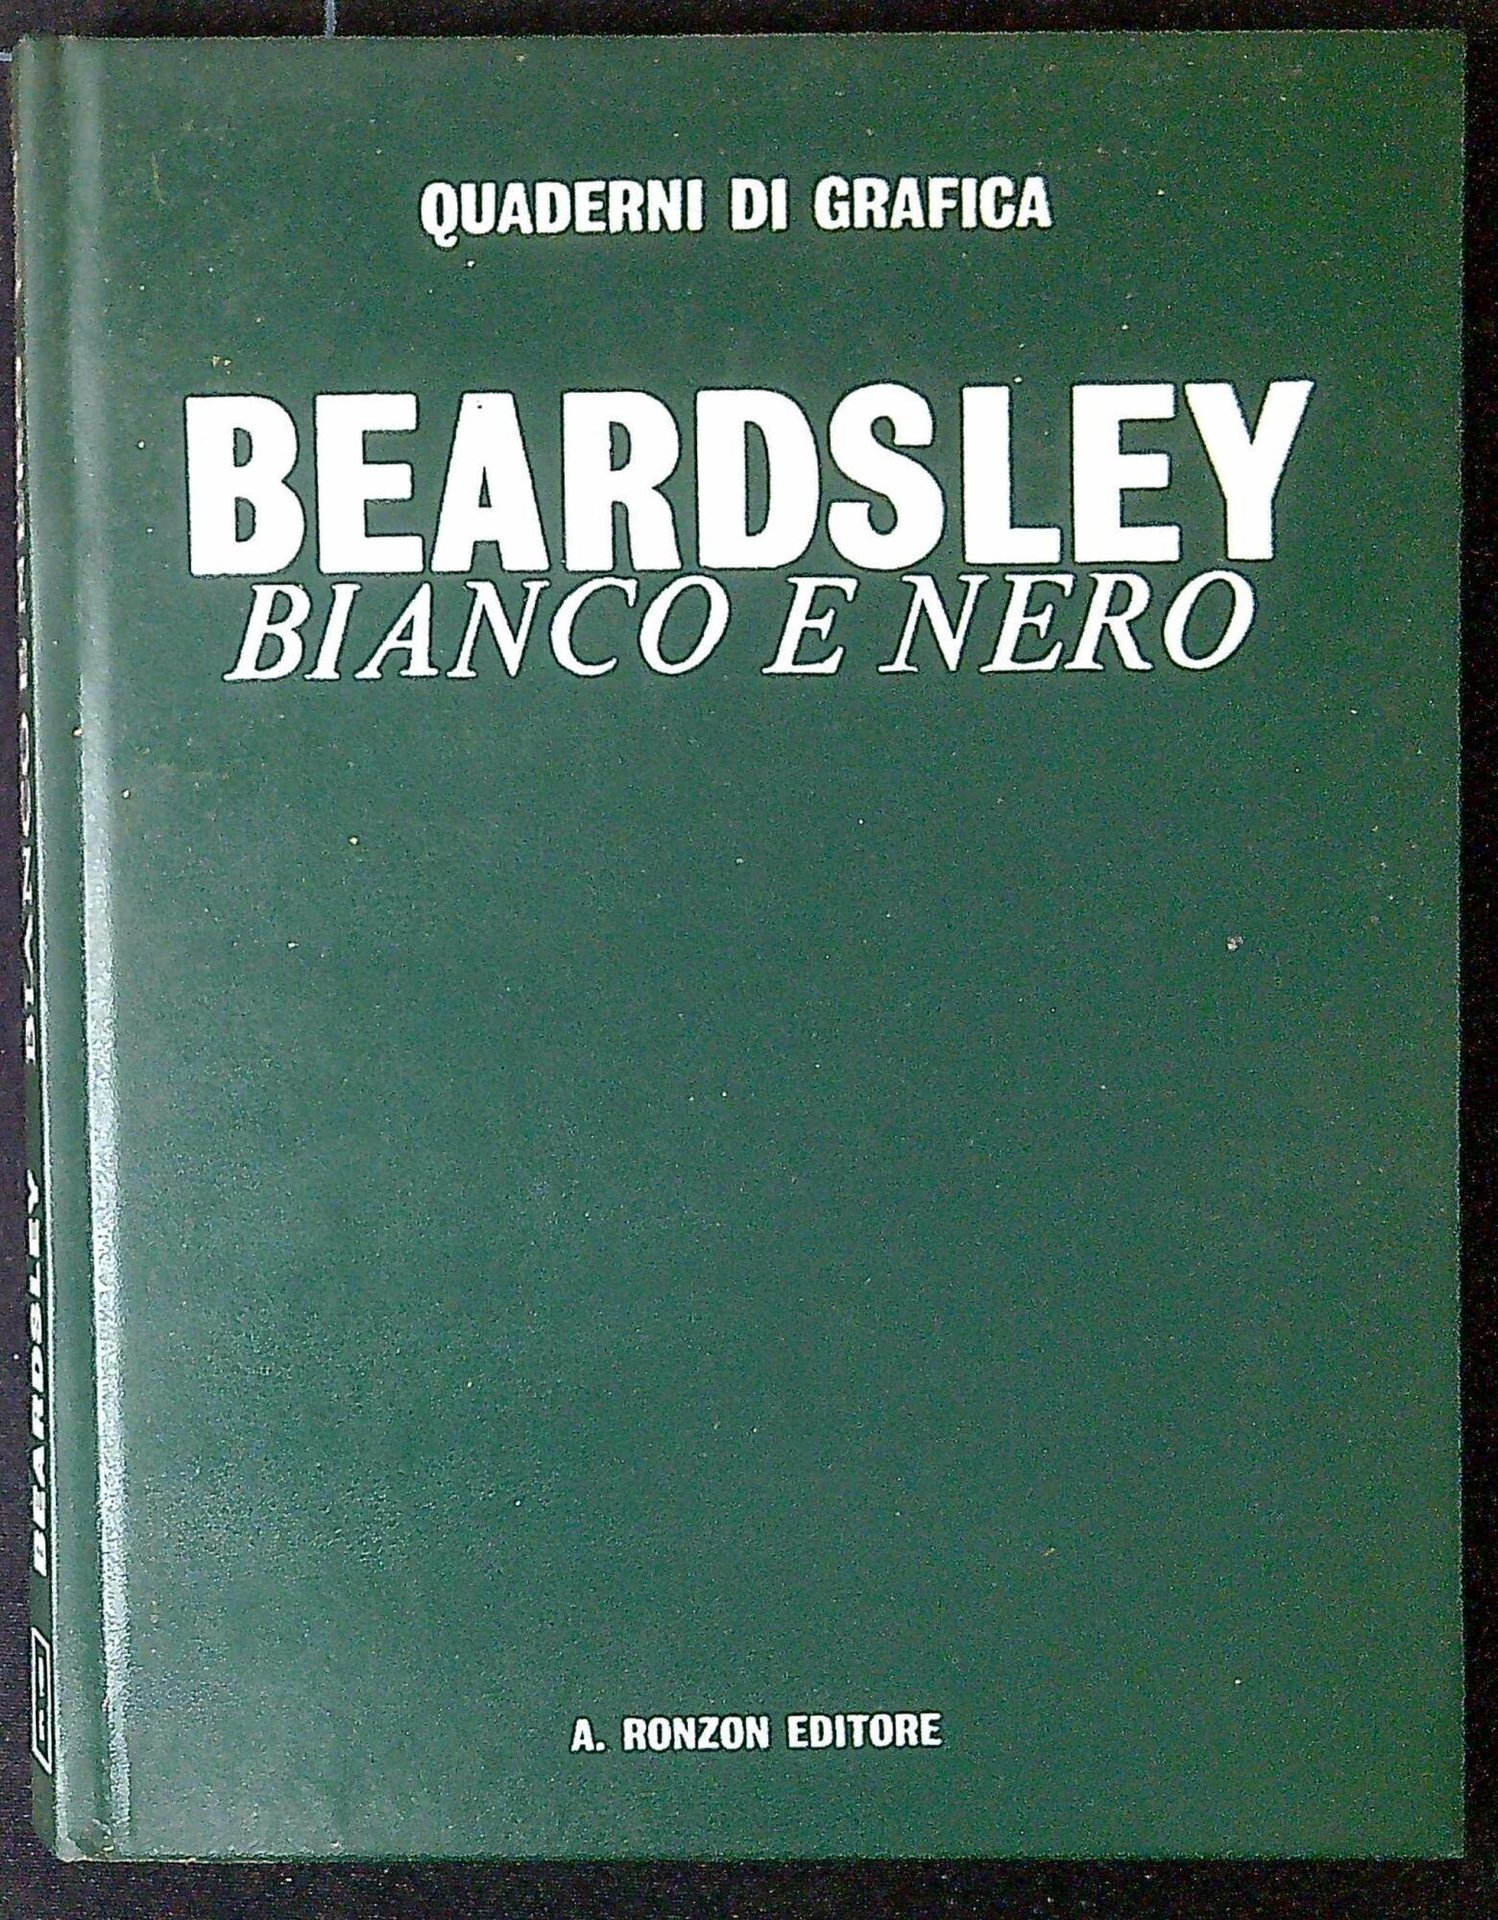 QUADERNI DI GRAFICA
BEARDSLEY
BIANCO E NERO
A. RONZON EDITORE
BEARDSLEY BIANCO E NERO